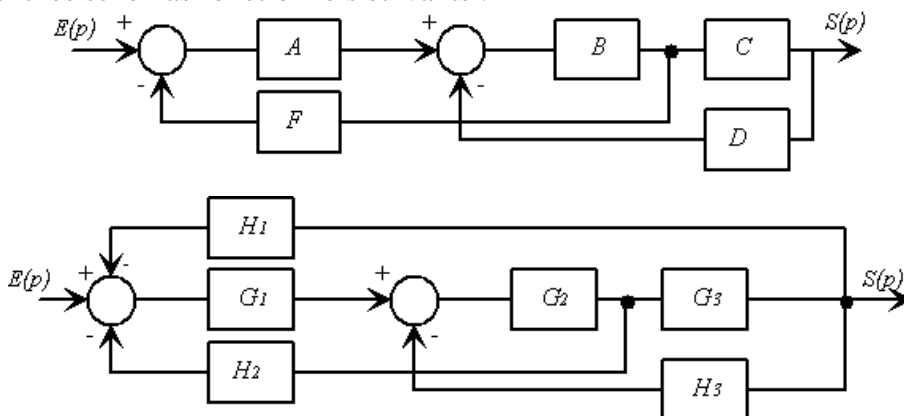 E(p) + A + B C S(p)
- -
F D
H1
E(p) + - G1 + G2 G3 S(p)
- -
H2 H3